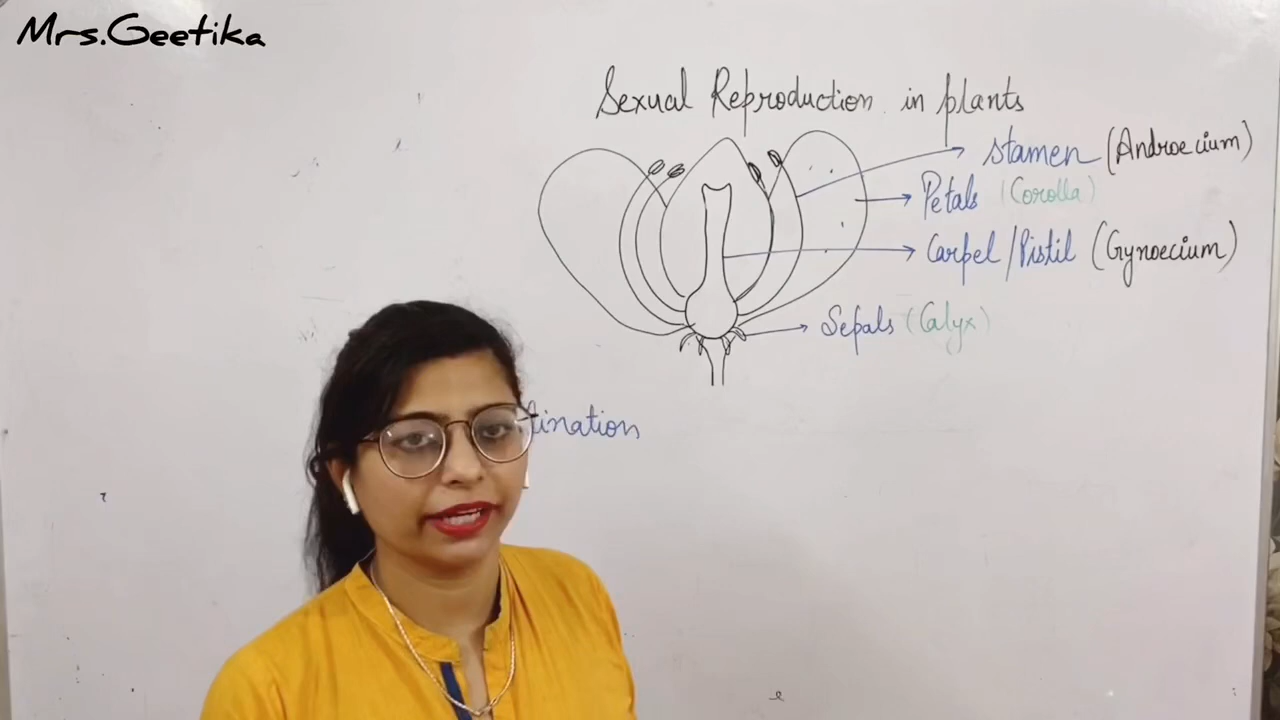 Mrs.Geetika
Sexual Reproduction in plants
Stamen (Androecium)
Petals (Corolla)
Carpel/Pistil (Gynoecium)
Sepals (Calyx)